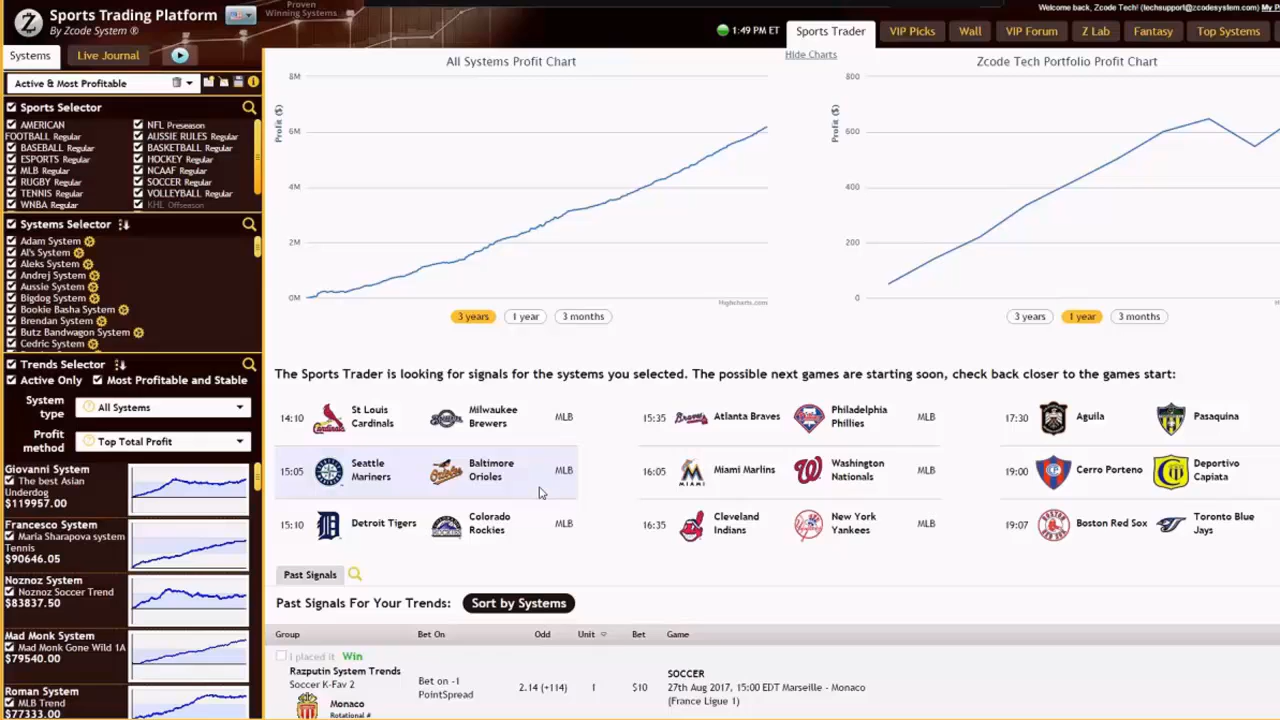 Sports Trading Platform
By Zcode System ®
Proven
Winning Systems
Welcome back, Zcode Tech! (techsupport@zcodesystem.com)
1:49 PM ET
Sports Trader
VIP Picks
Wall
VIP Forum
Z Lab
Fantasy
Top Systems
Systems
Live Journal
Active & Most Profitable
Sports Selector
AMERICAN FOOTBALL Regular
NFL Preseason
AUSSIE RULES Regular
BASEBALL Regular
BASKETBALL Regular
ESPORTS Regular
HOCKEY Regular
MLB Regular
NCAAF Regular
RUGBY Regular
SOCCER Regular
TENNIS Regular
VOLLEYBALL Regular
WNBA Regular
KHL Offseason
Systems Selector
Adam System
Al's System
Aleks System
Andrej System
Aussie System
Bigdog System
Bookie Basha System
Brendan System
Butz Bandwagon System
Cedric System
Trends Selector
Active Only
Most Profitable and Stable
System type
All Systems
Profit method
Top Total Profit
Giovanni System
The best Asian Underdog
$119957.00
Francesco System
Maria Sharapova system Tennis
$90646.05
Noznoz System
Noznoz Soccer Trend
$83837.50
Mad Monk System
Mad Monk Gone Wild 1A
$79540.00
Roman System
MLB Trend
$77333.00
Hide Charts
All Systems Profit Chart
Profit ($)
8M
6M
4M
2M
0M
Highcharts.com
3 years
1 year
3 months
Zcode Tech Portfolio Profit Chart
Profit ($)
800
600
400
200
0
3 years
1 year
3 months
The Sports Trader is looking for signals for the systems you selected. The possible next games are starting soon, check back closer to the games start:
14:10 St Louis Cardinals Milwaukee Brewers MLB
15:35 Atlanta Braves Philadelphia Phillies MLB
17:30 Aguila Pasaquina
15:05 Seattle Mariners Baltimore Orioles MLB
16:05 Miami Marlins Washington Nationals MLB
19:00 Cerro Porteno Deportivo Capiata
15:10 Detroit Tigers Colorado Rockies MLB
16:35 Cleveland Indians New York Yankees MLB
19:07 Boston Red Sox Toronto Blue Jays
Past Signals
Past Signals For Your Trends:
Sort by Systems
Group Bet On Odd Unit Bet Game
I placed it Win
Razputin System Trends
Soccer K-Fav 2
Monaco
Rotational #
Bet on -1
PointSpread
2.14 (+114)
1
$10
SOCCER
27th Aug 2017, 15:00 EDT Marseille - Monaco
(France Ligue 1)